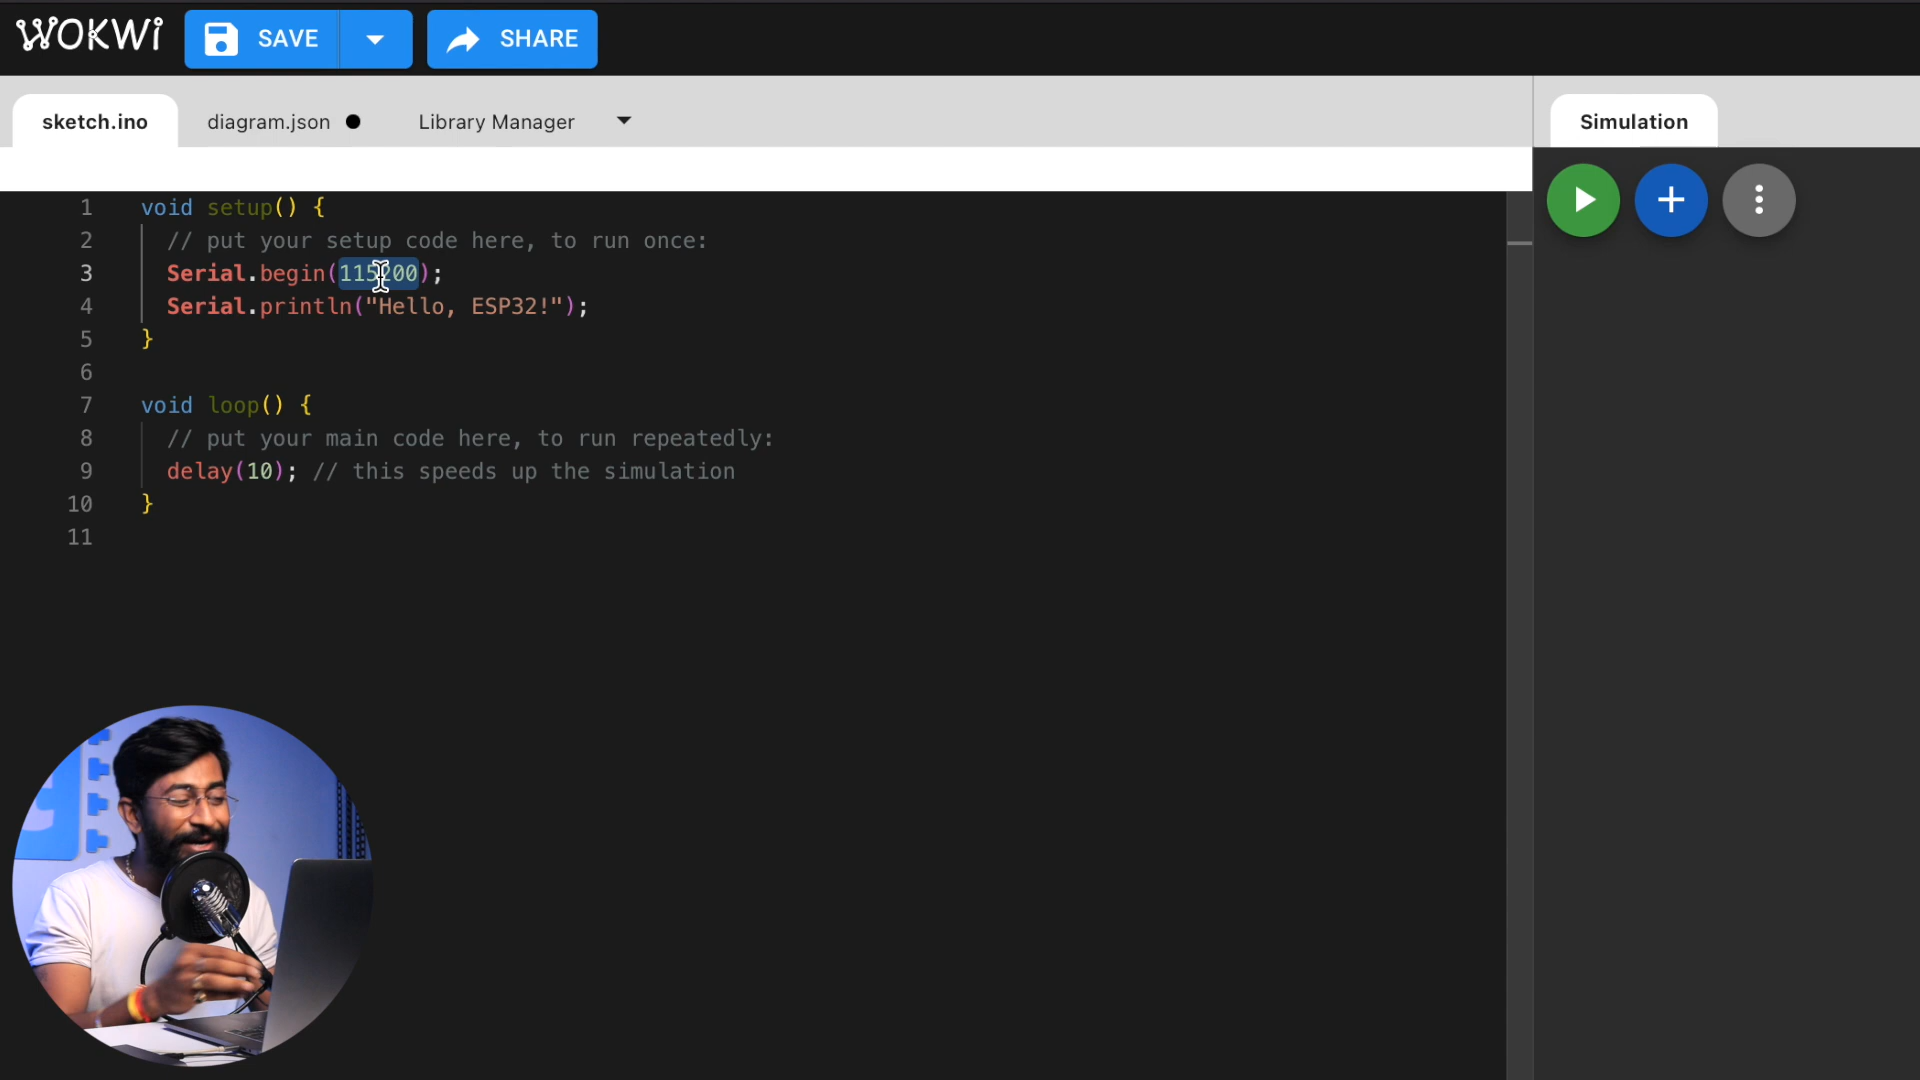 WOKWI SAVE SHARE
sketch.ino diagram.json Library Manager Simulation
1 void setup() {
2 // put your setup code here, to run once:
3 Serial.begin(115200);
4 Serial.println("Hello, ESP32!");
5 }
6
7 void loop() {
8 // put your main code here, to run repeatedly:
9 delay(10); // this speeds up the simulation
10 }
11